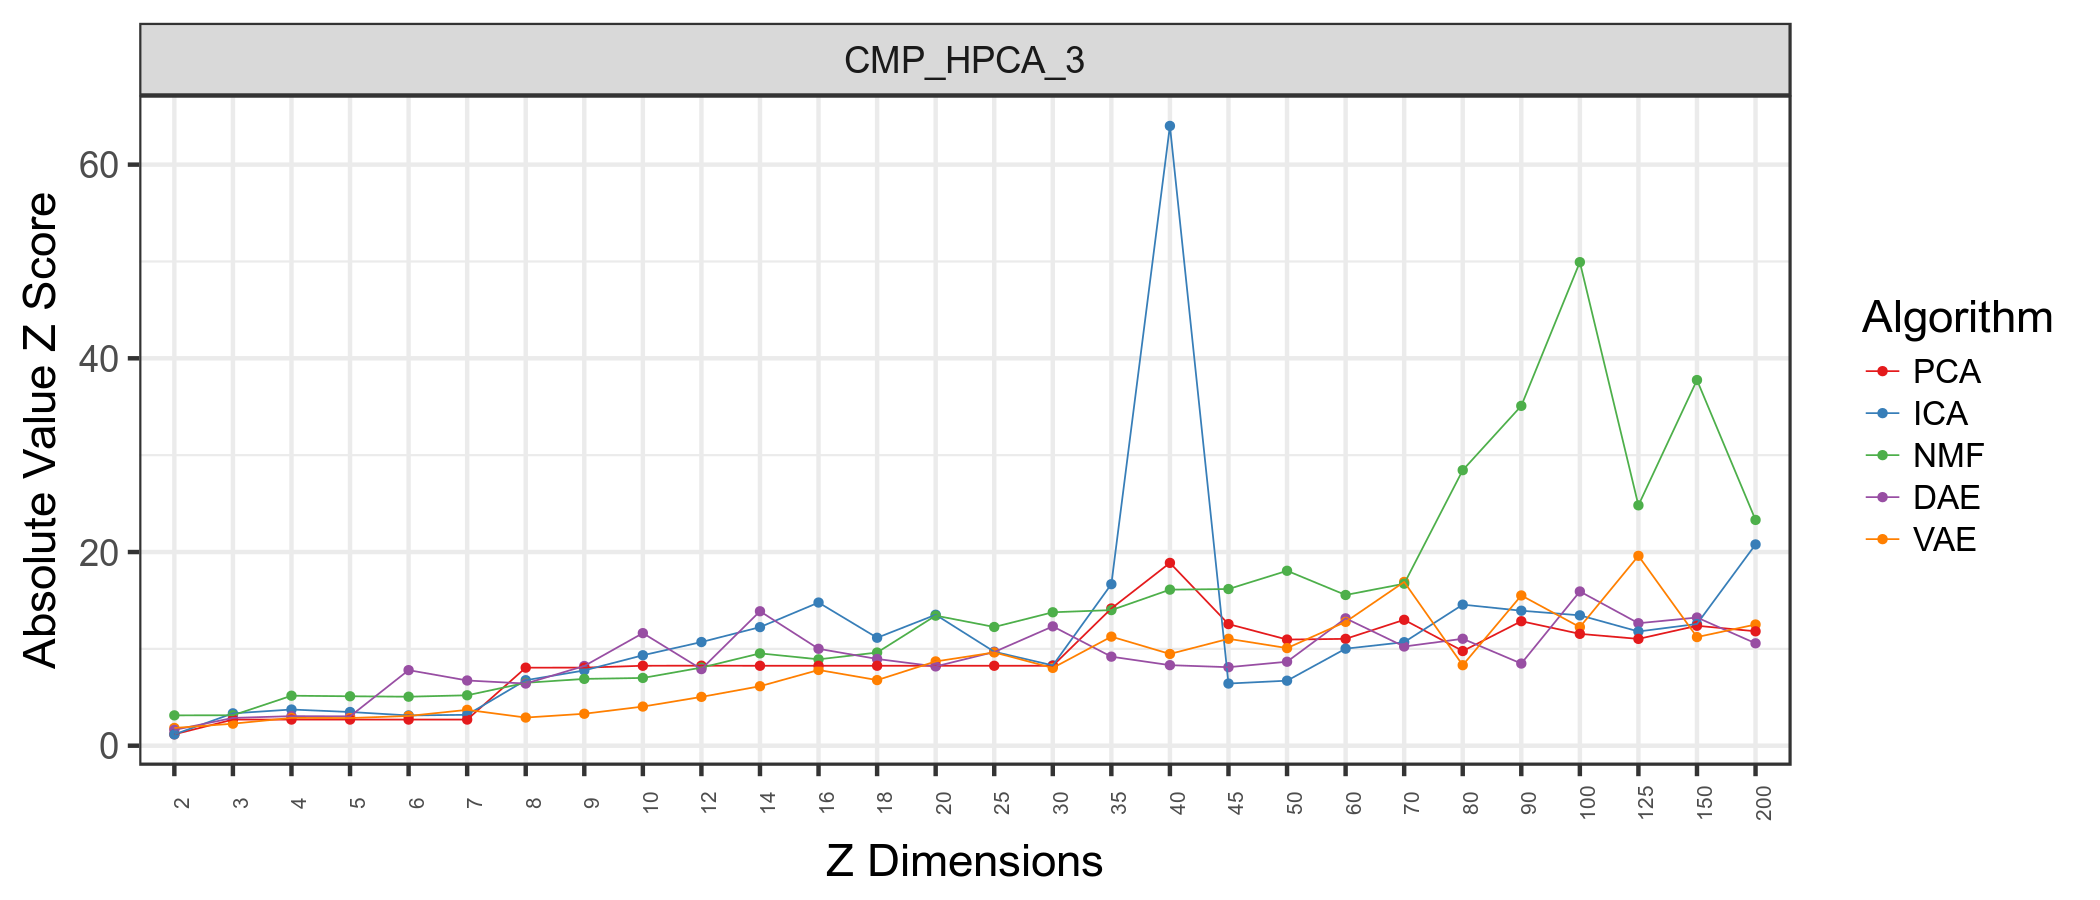 CMP_HPCA_3
Absolute Value Z Score
60
40
20
0
2 3 4 5 6 7 8 9 10 12 14 16 18 20 25 30 35 40 45 50 60 70 80 90 100 125 150 200
Z Dimensions
Algorithm
PCA
ICA
NMF
DAE
VAE